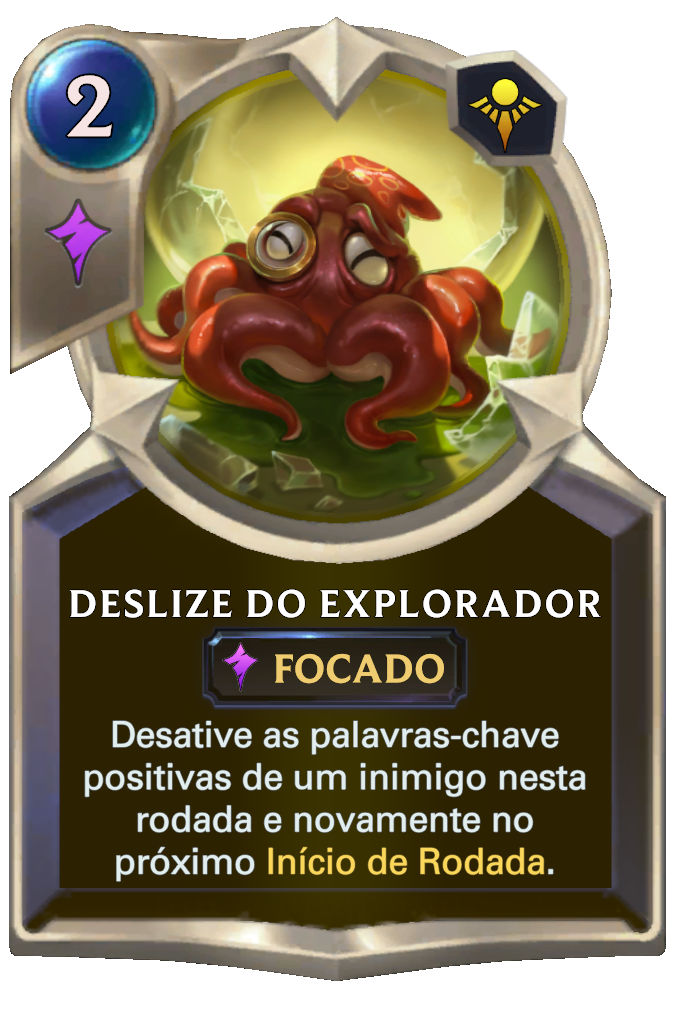 2
DESLIZE DO EXPLORADOR
FOCADO
Desative as palavras-chave
positivas de um inimigo nesta
rodada e novamente no
próximo Início de Rodada.